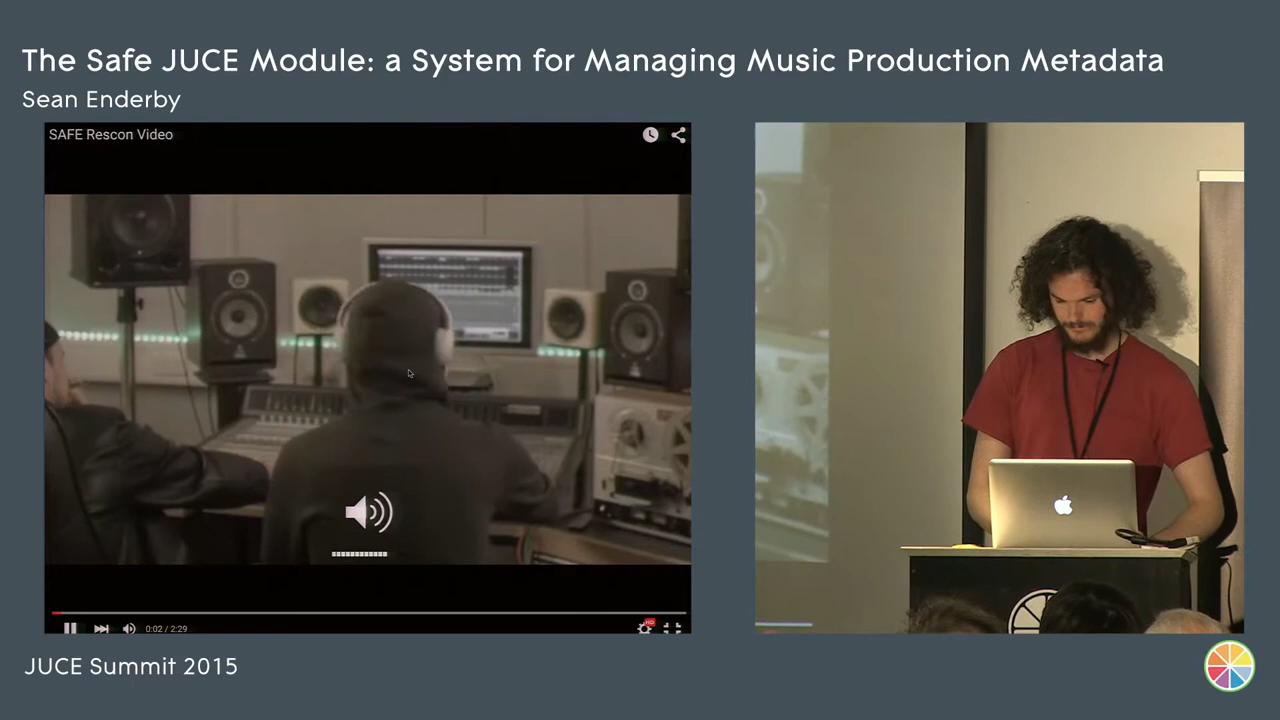 The Safe JUCE Module: a System for Managing Music Production Metadata
Sean Enderby
SAFE Rescon Video
0:02 / 2:29
HD
JUCE Summit 2015